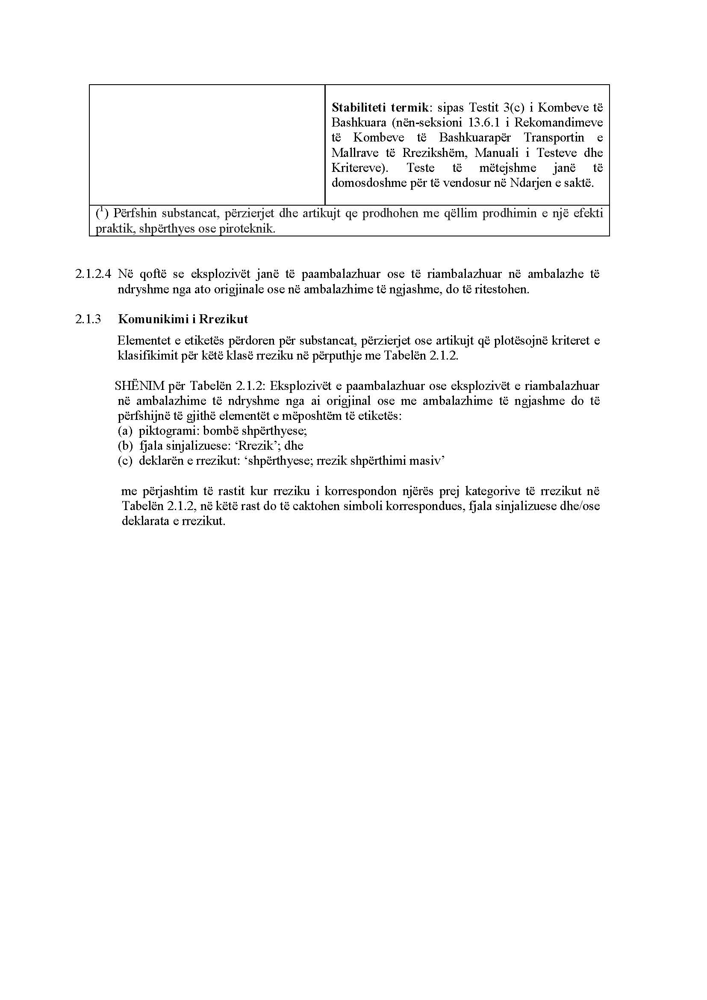 Stabiliteti termik: sipas Testit 3(c) i Kombeve të
Bashkuara (nën-seksioni 13.6.1 i Rekomandimeve
të Kombeve të Bashkuarapër Transportin e
Mallrave të Rrezikshëm, Manuali i Testeve dhe
Kritereve). Teste të mëtejshme janë të
domosdoshme për të vendosur në Ndarjen e saktë.
(¹) Përfshin substancat, përzierjet dhe artikujt qe prodhohen me qëllim prodhimin e një efekti
praktik, shpërthyes ose piroteknik.
2.1.2.4 Në qoftë se eksplozivët janë të paambalazhuar ose të riambalazhuar në ambalazhe të
ndryshme nga ato origjinale ose në ambalazhime të ngjashme, do të ritestohen.
2.1.3 Komunikimi i Rrezikut
Elementet e etiketës përdoren për substancat, përzierjet ose artikujt që plotësojnë kriteret e
klasifikimit për këtë klasë rreziku në përputhje me Tabelën 2.1.2.
SHËNIM për Tabelën 2.1.2: Eksplozivët e paambalazhuar ose eksplozivët e riambalazhuar
në ambalazhime të ndryshme nga ai origjinal ose me ambalazhime të ngjashme do të
përfshijnë të gjithë elementët e mëposhtëm të etiketës:
(a) piktogrami: bombë shpërthyese;
(b) fjala sinjalizuese: ‘Rrezik’; dhe
(c) deklarën e rrezikut: ‘shpërthyese; rrezik shpërthimi masiv’
me përjashtim të rastit kur rreziku i korrespondon njërës prej kategorive të rrezikut në
Tabelën 2.1.2, në këtë rast do të caktohen simboli korrespondues, fjala sinjalizuese dhe/ose
deklarata e rrezikut.